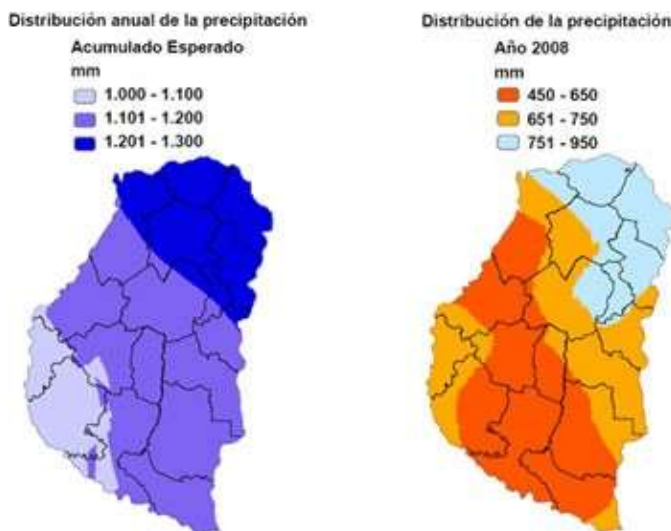 Distribución anual de la precipitación
Acumulado Esperado
mm
1.000 - 1.100
1.101 - 1.200
1.201 - 1.300
Distribución de la precipitación
Año 2008
mm
450 - 650
651 - 750
751 - 950